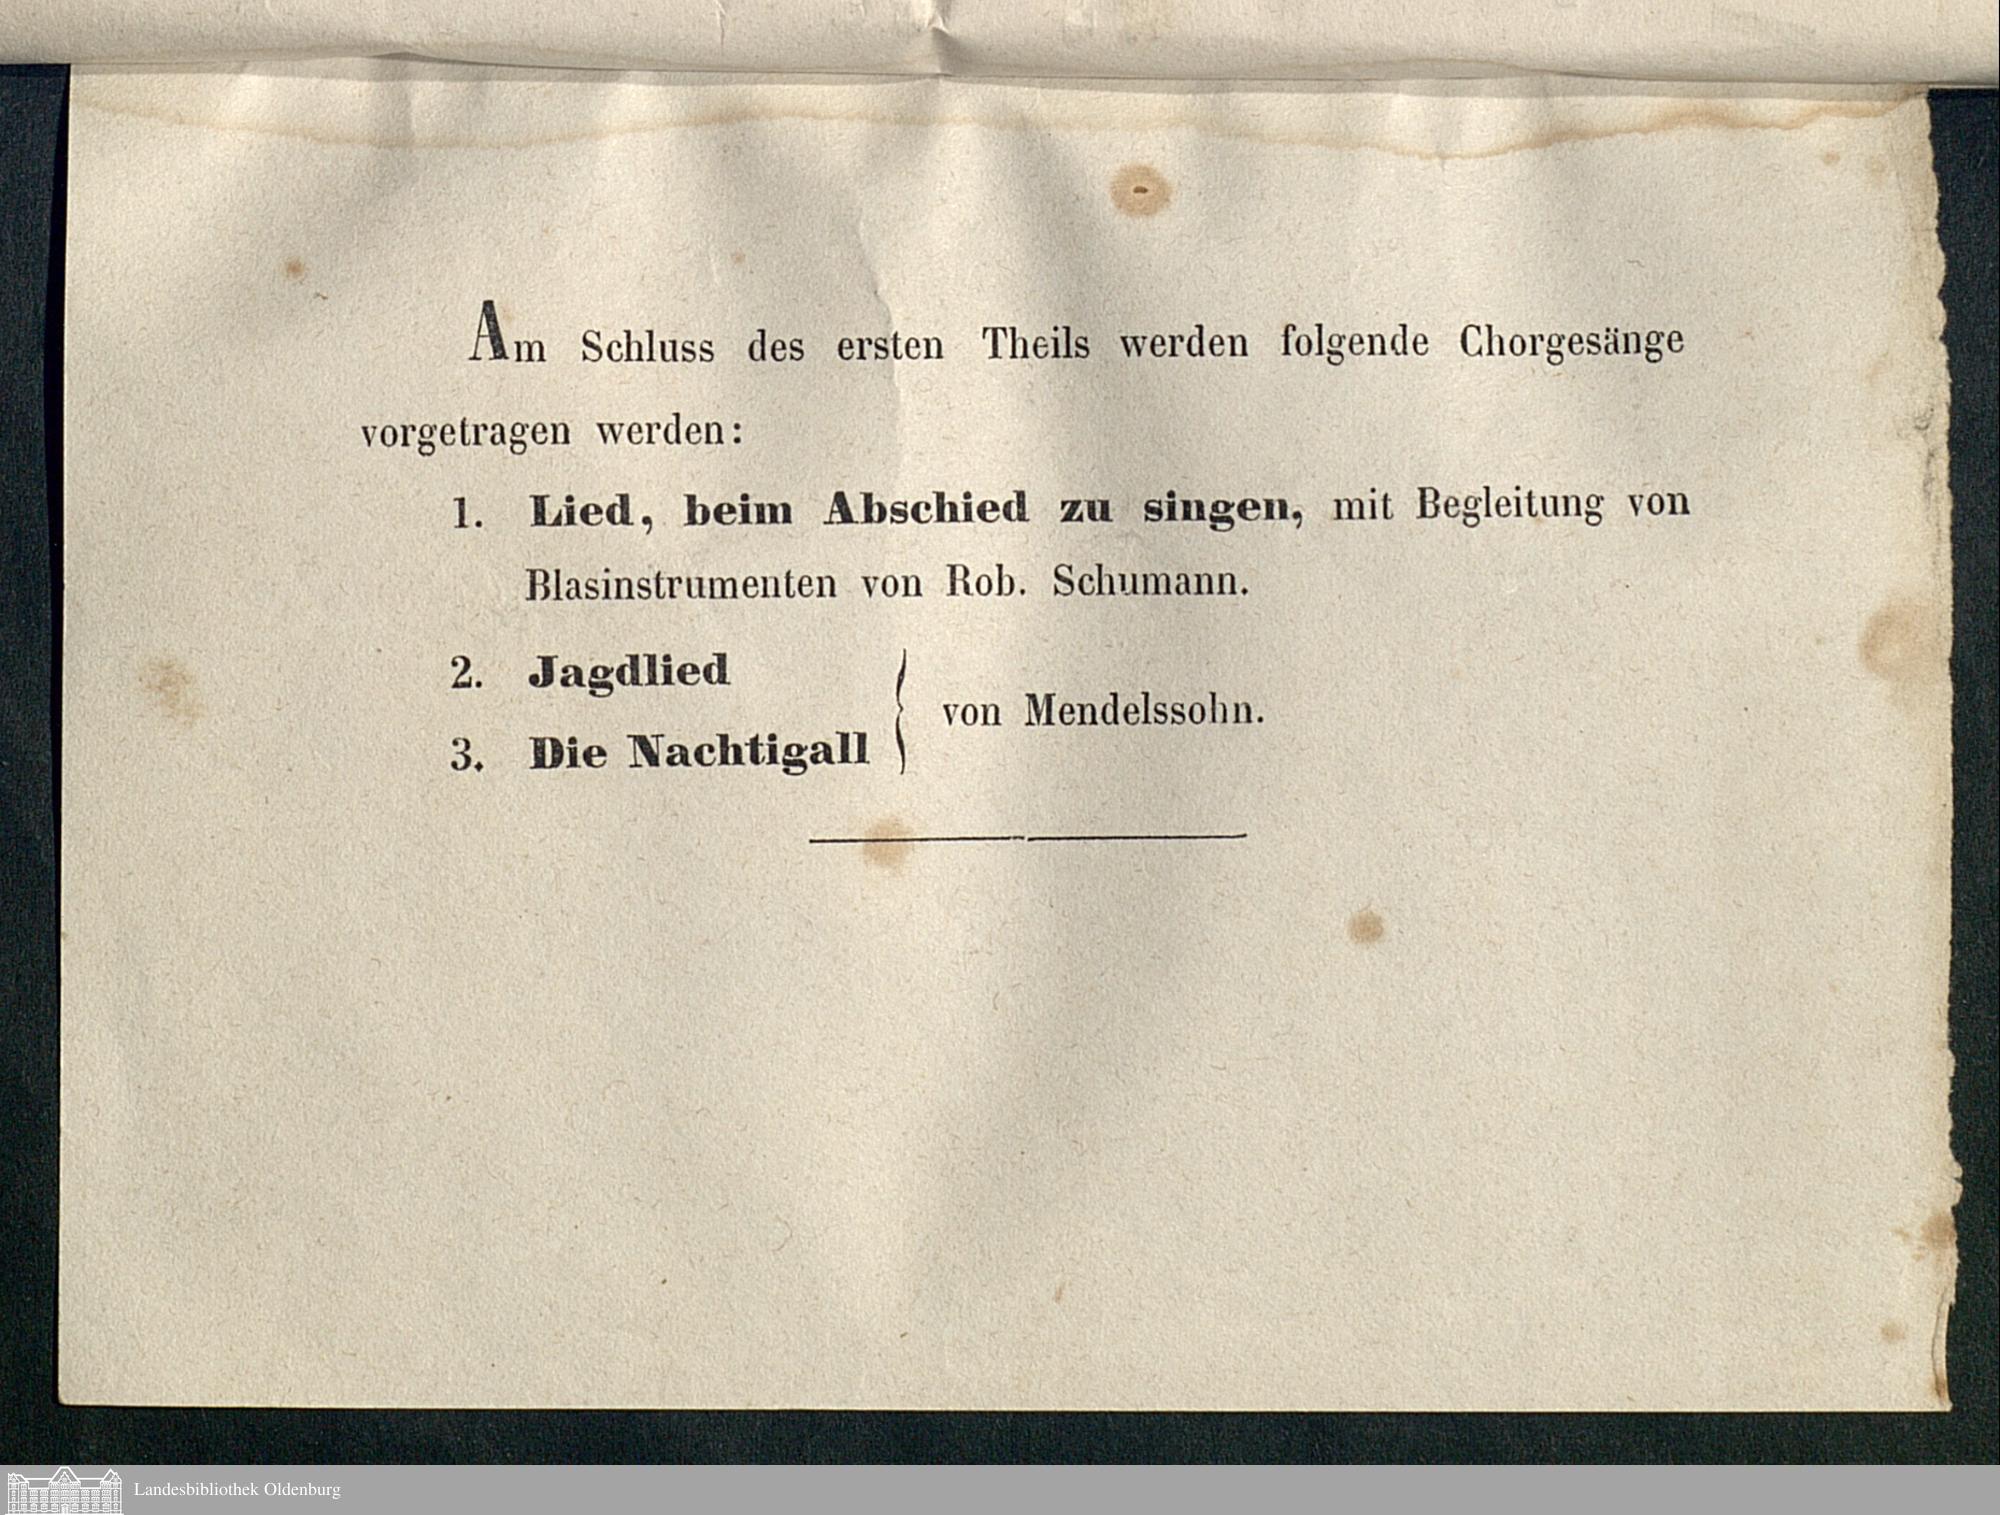 Am Schluss des ersten Theils werden folgende Chorgesänge
vorgetragen werden:
1. Lied, beim Abschied zu singen, mit Begleitung von
Blasinstrumenten von Rob. Schumann.
2. Jagdlied
3. Die Nachtigall
von Mendelssohn.
Landesbibliothek Oldenburg